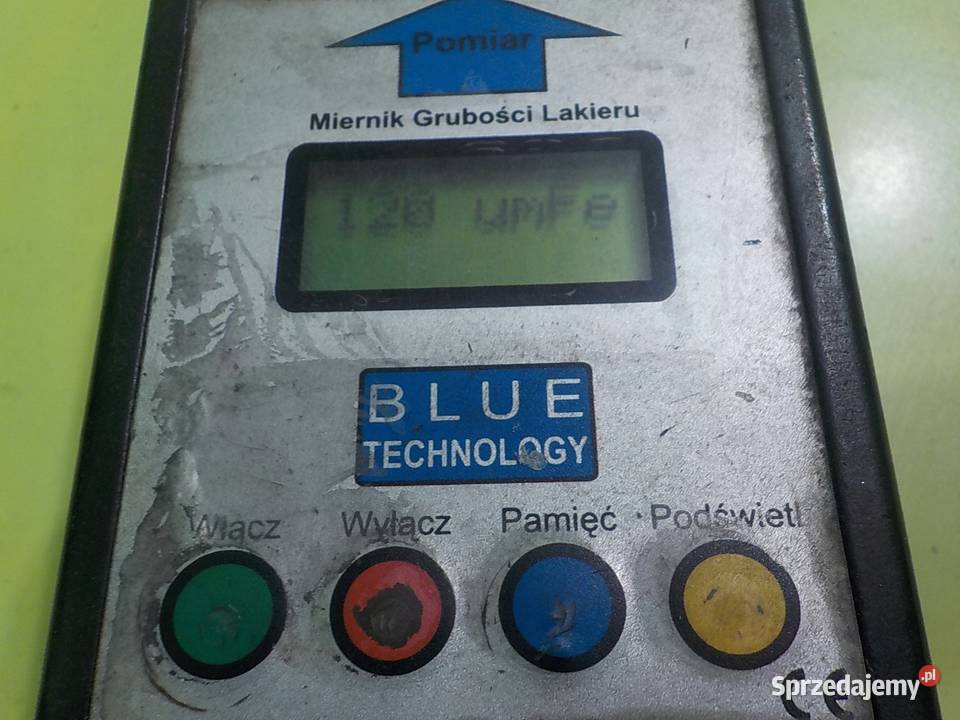 Pomiar
Miernik Grubości Lakieru
120 umFe
BLUE
TECHNOLOGY
Włącz Wyłącz Pamięć Podświetl
CE
Sprzedajemy.pl